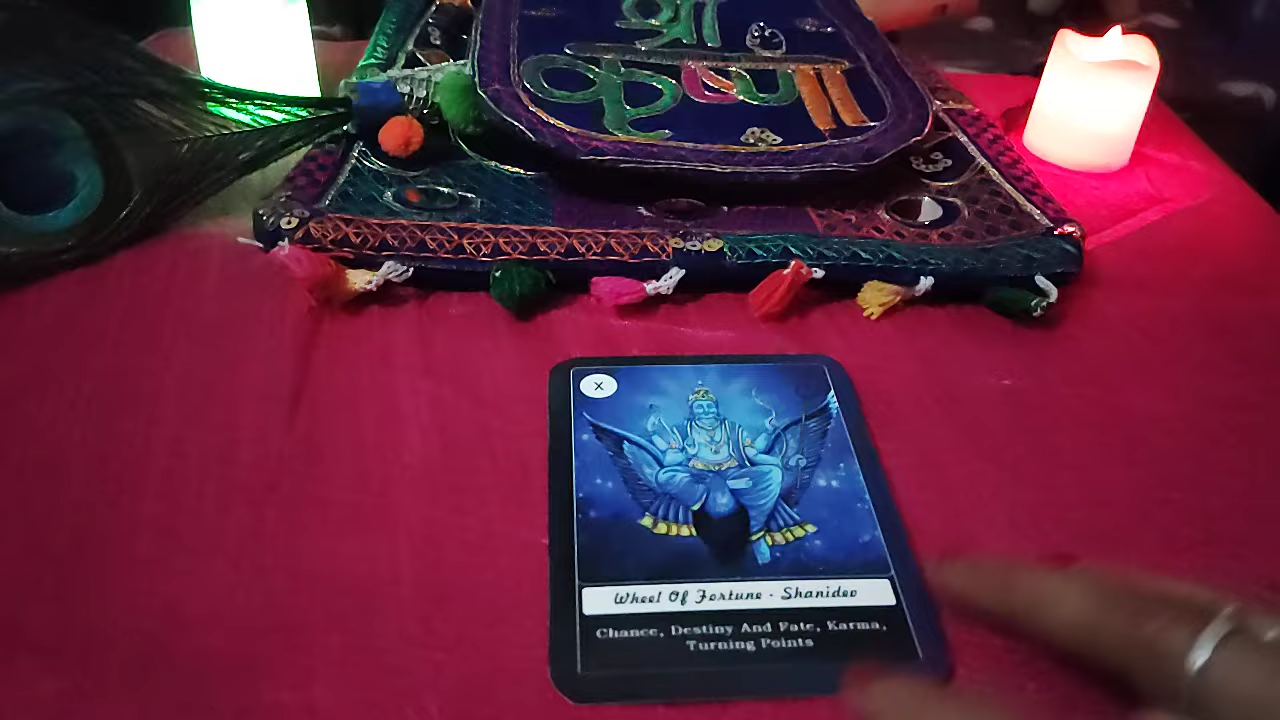 X
Wheel Of Fortune - Shanidev
Chance, Destiny And Fate, Karma,
Turning Points